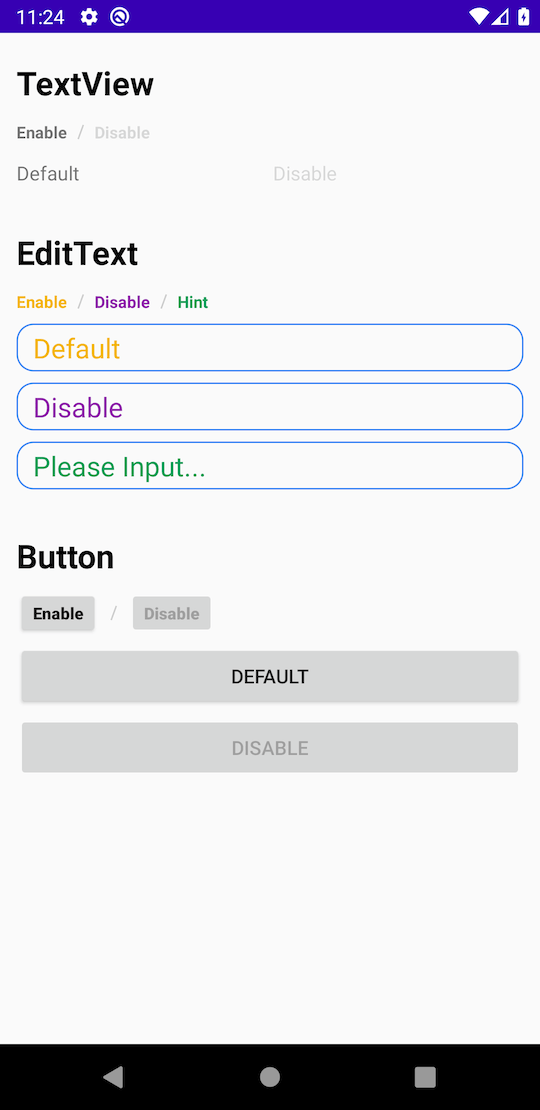 11:24
TextView
Enable / Disable
Default Disable
EditText
Enable / Disable / Hint
Default
Disable
Please Input...
Button
Enable / Disable
DEFAULT
DISABLE